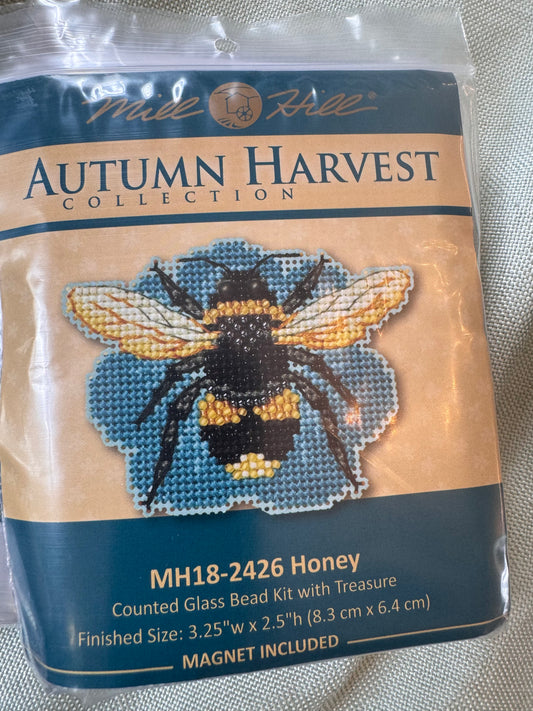 Mill Hill®
AUTUMN HARVEST
COLLECTION
MH18-2426 Honey
Counted Glass Bead Kit with Treasure
Finished Size: 3.25"w x 2.5"h (8.3 cm x 6.4 cm)
MAGNET INCLUDED